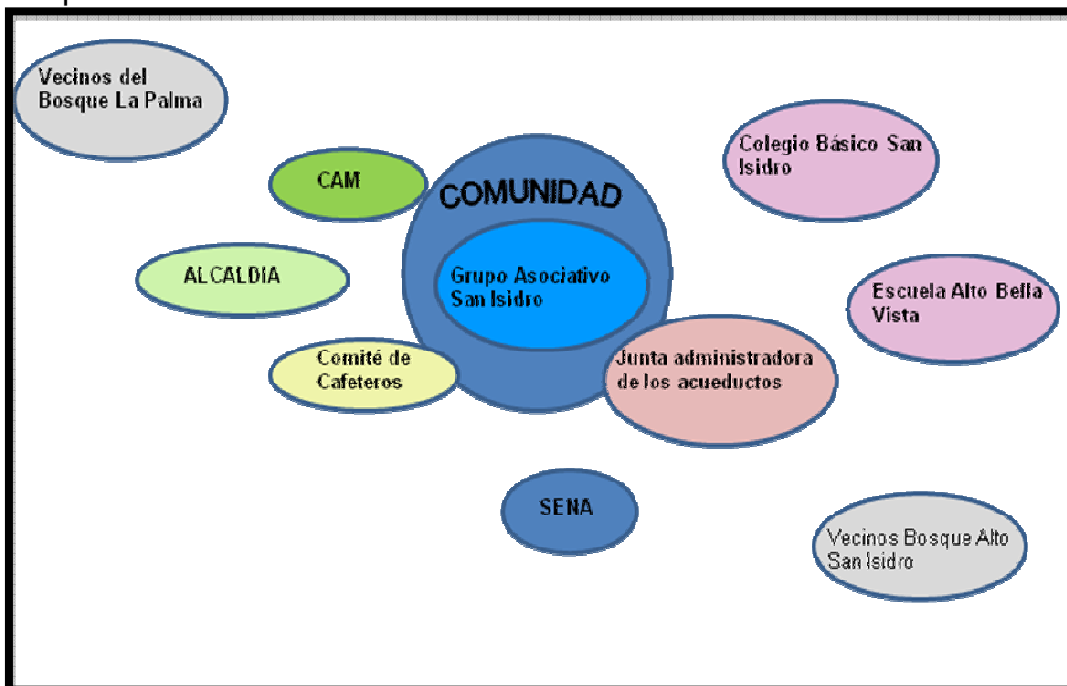 Vecinos del
Bosque La Palma
CAM
COMUNIDAD
Colegio Básico San
Isidro
ALCALDIA
Grupo Asociativo
San Isidro
Escuela Alto Bella
Vista
Comité de
Cafeteros
Junta administradora
de los acueductos
SENA
Vecinos Bosque Alto
San Isidro